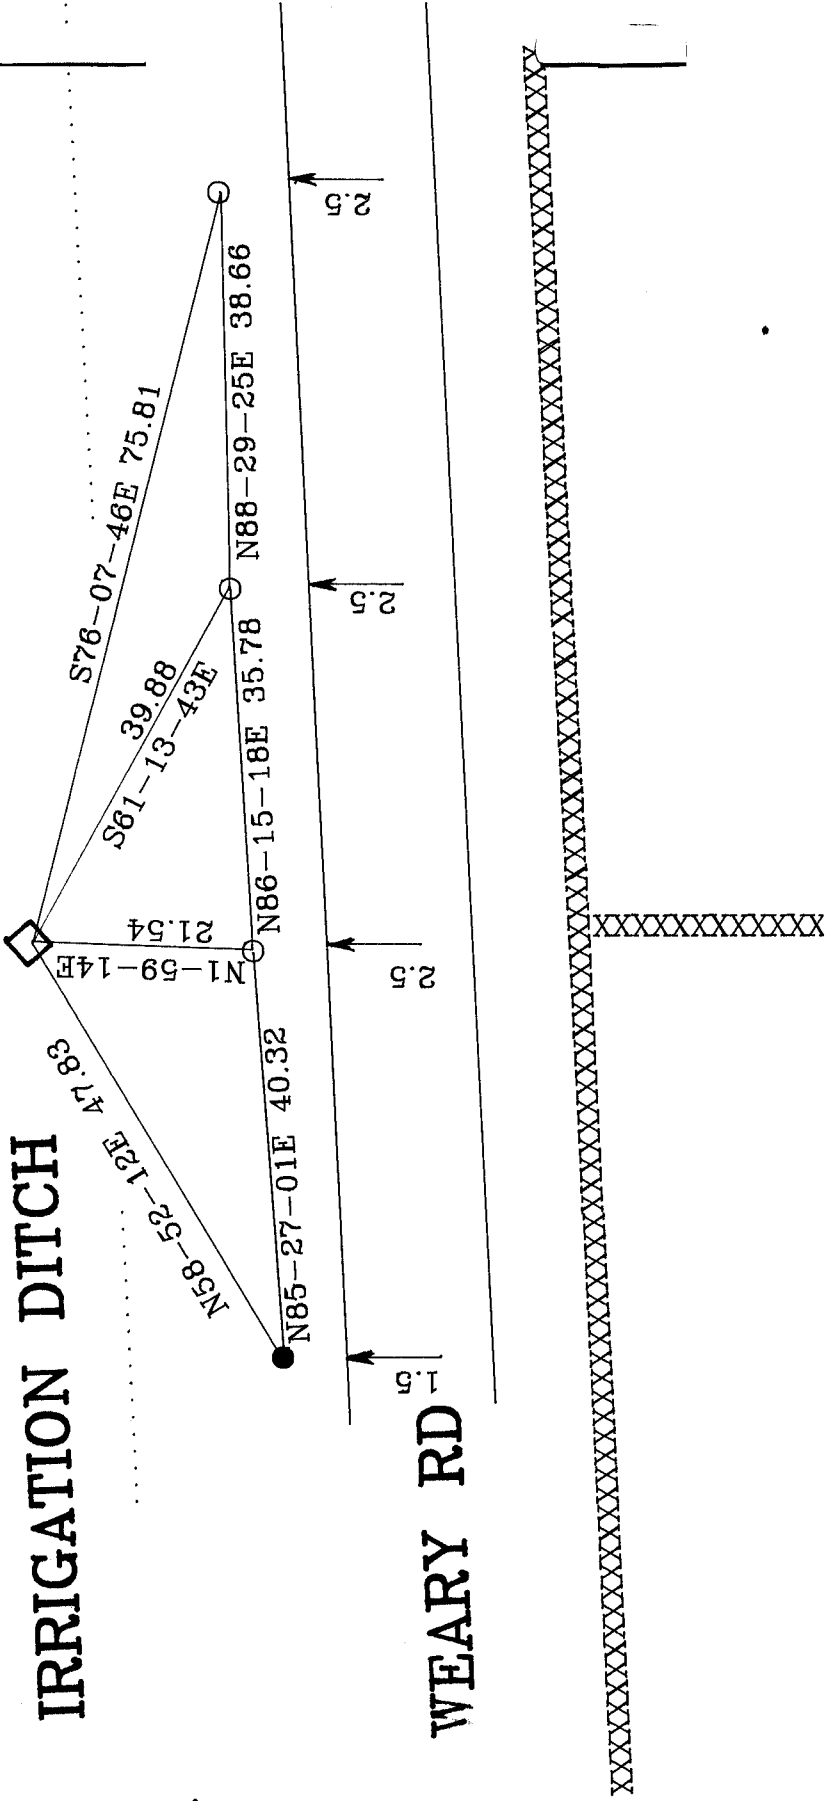 IRRIGATION DITCH
N58-52-12E 47.83
N1-59-14E
21.54
39.88
S61-13-43E
S76-07-46E 75.81
N85-27-01E 40.32
N86-15-18E 35.78
N88-29-25E 38.66
1.5
2.5
2.5
2.5
WEARY RD